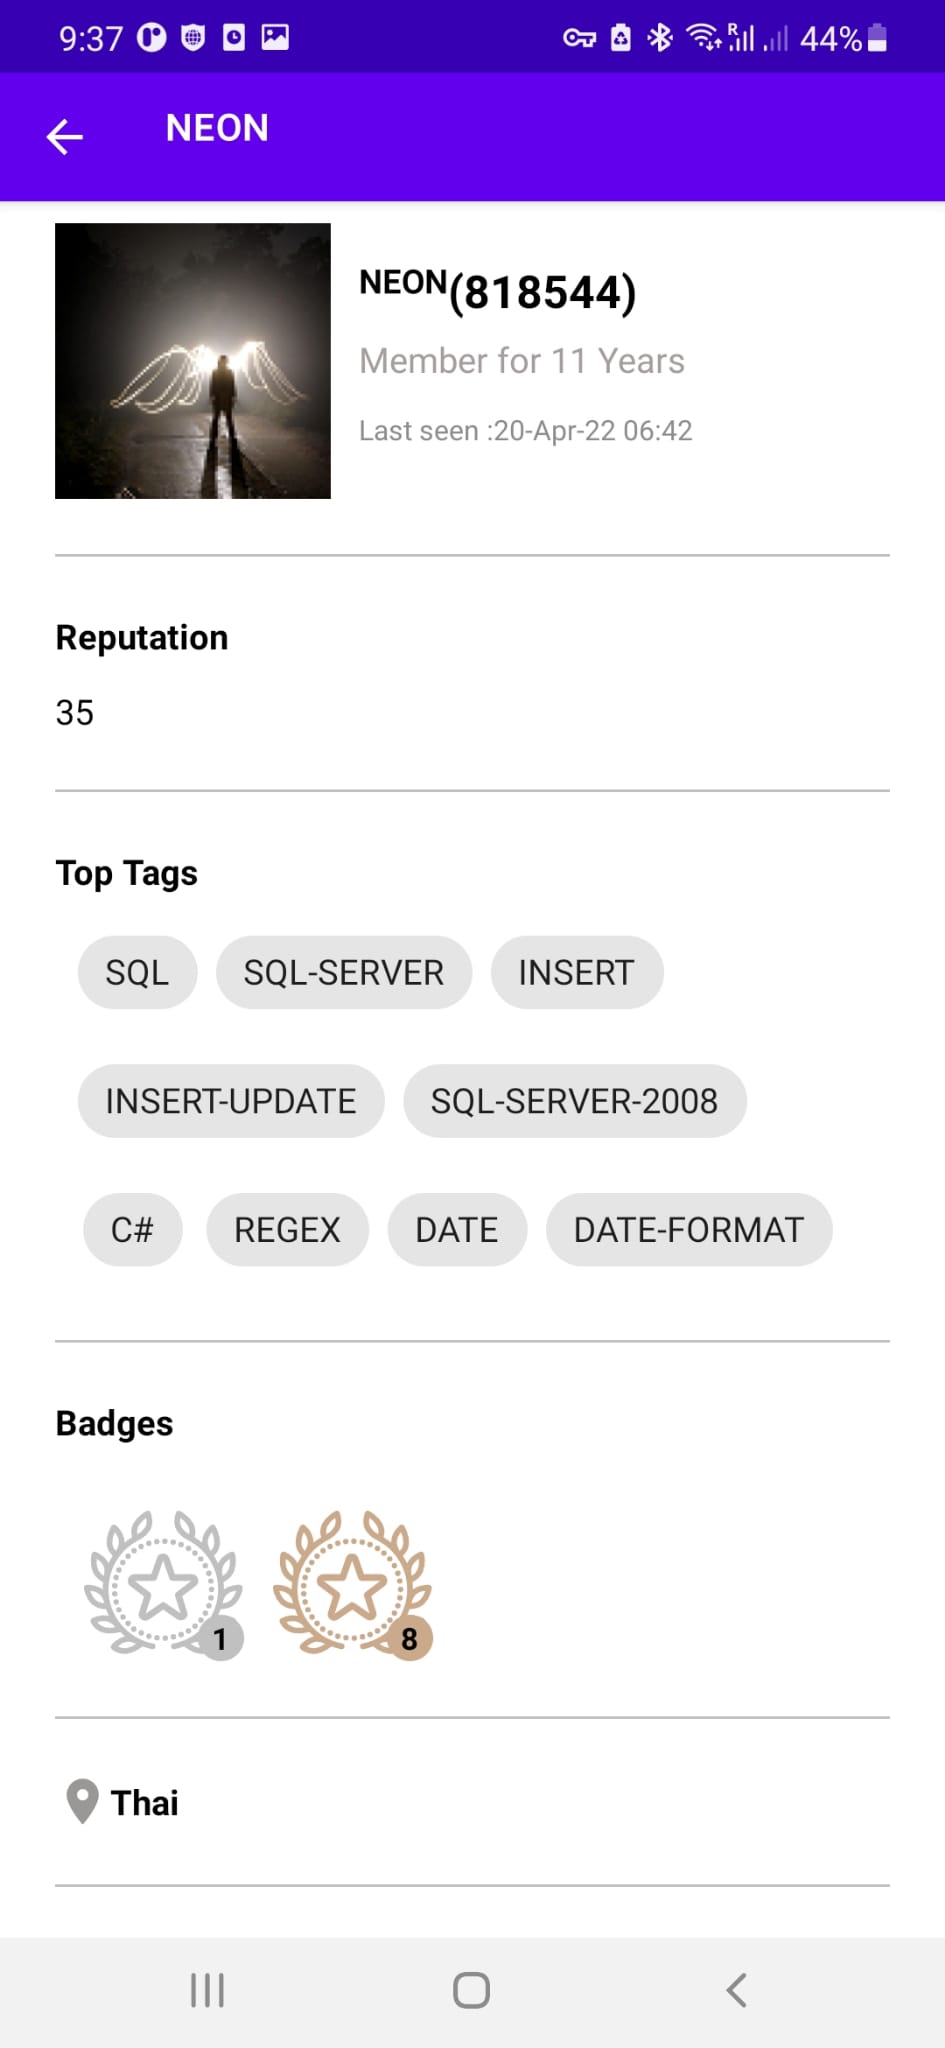 9:37 44%
NEON
NEON(818544)
Member for 11 Years
Last seen :20-Apr-22 06:42
Reputation
35
Top Tags
SQL SQL-SERVER INSERT
INSERT-UPDATE SQL-SERVER-2008
C# REGEX DATE DATE-FORMAT
Badges
1 8
Thai